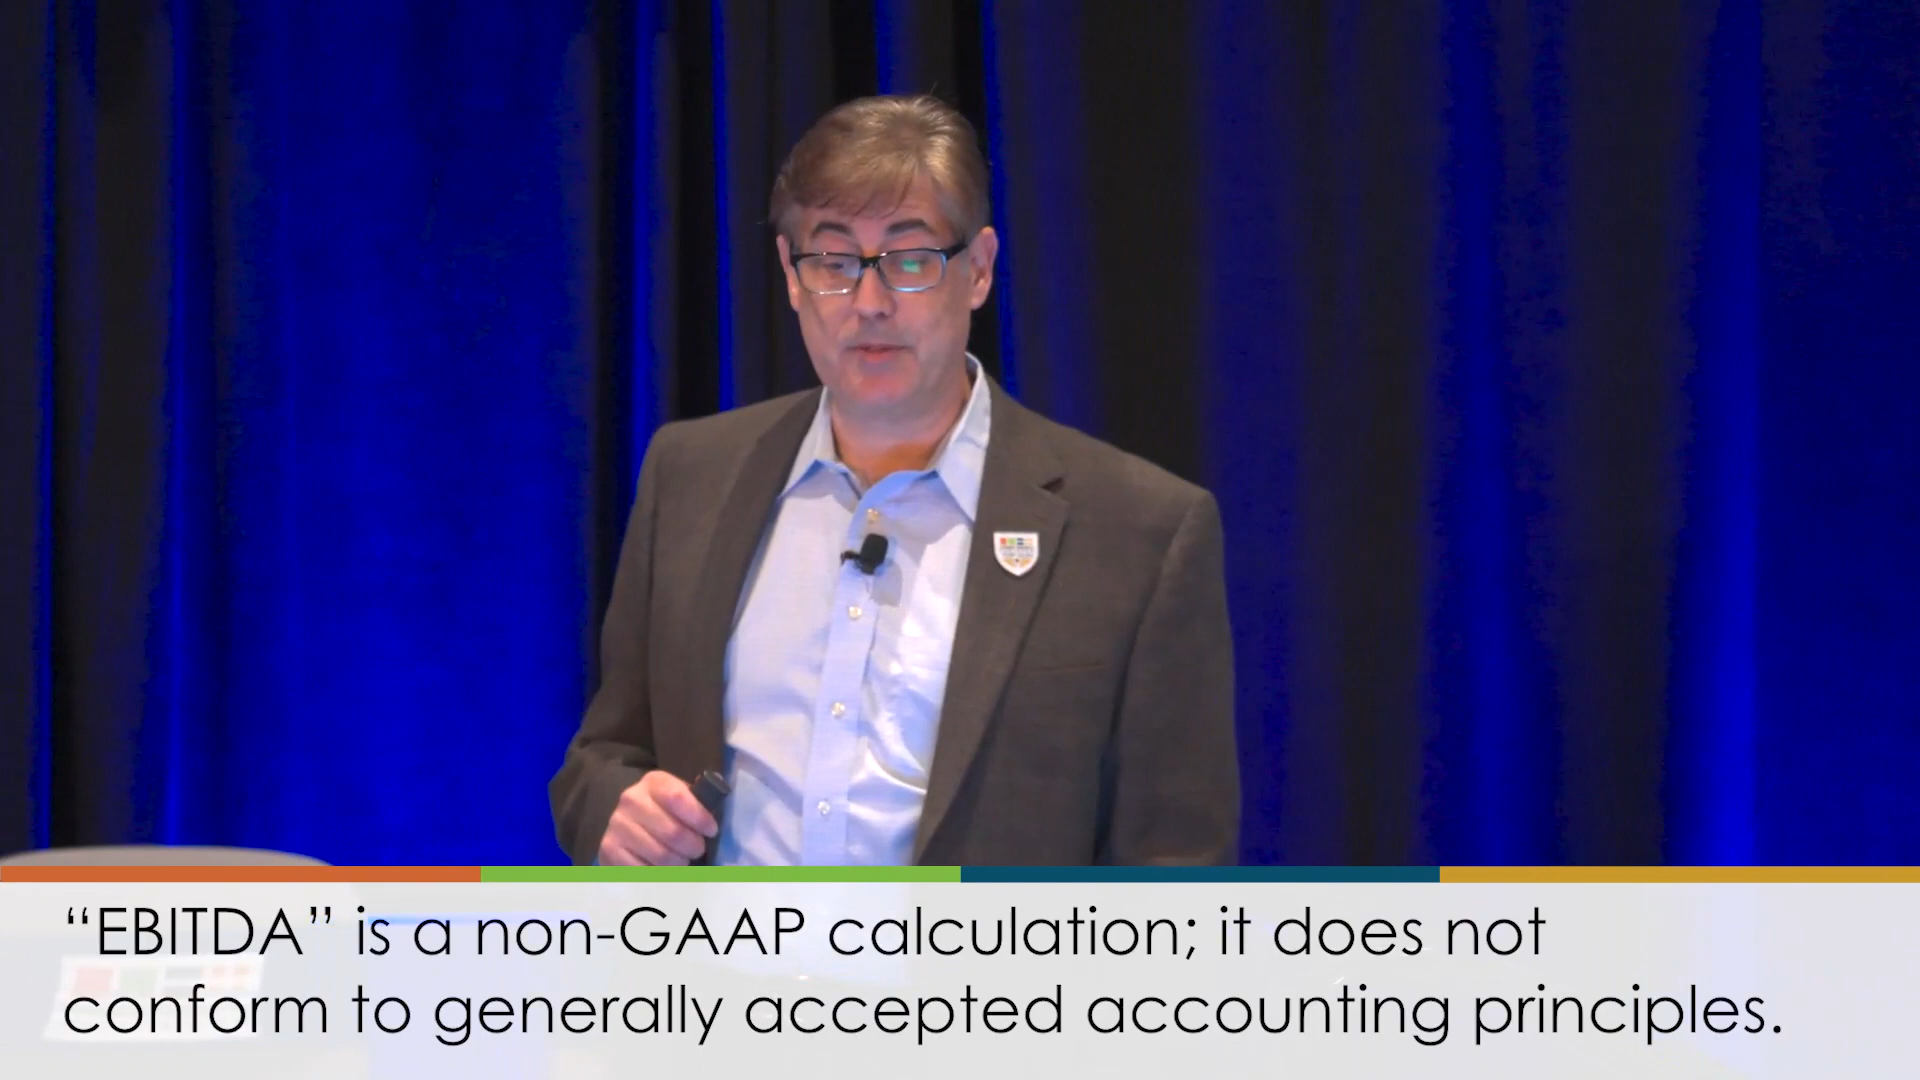 “EBITDA” is a non-GAAP calculation; it does not
conform to generally accepted accounting principles.